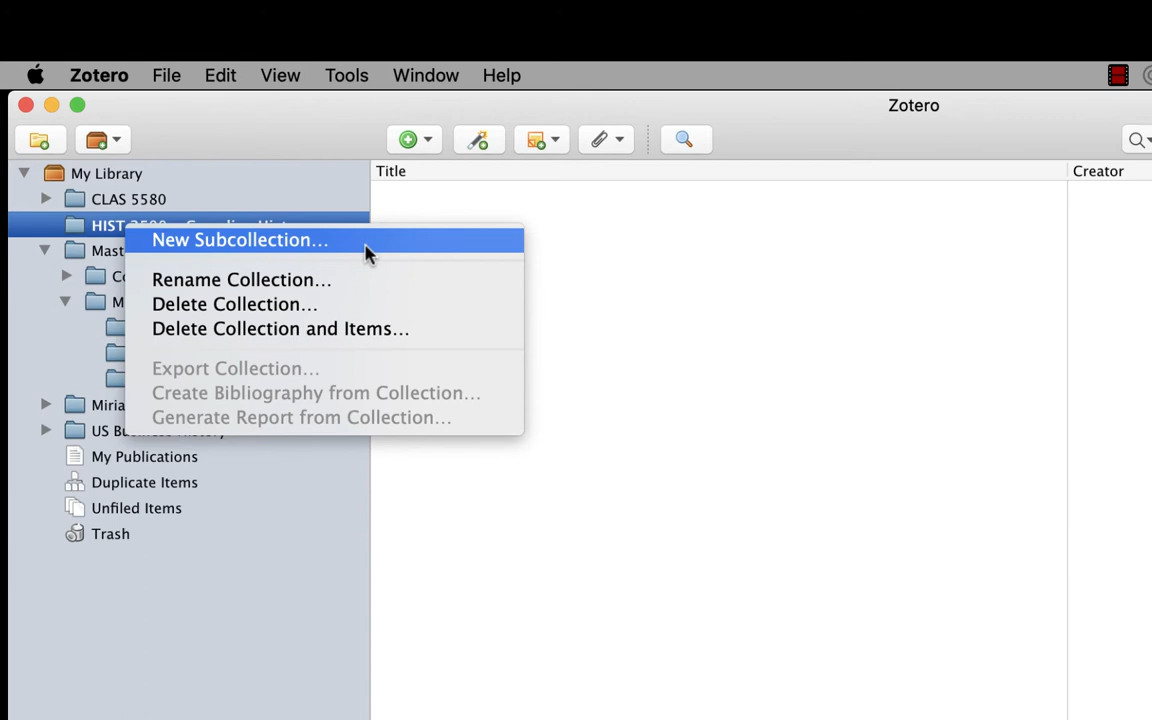 Zotero File Edit View Tools Window Help
Zotero
Title Creator
My Library
CLAS 5580
HIST
New Subcollection...
Rename Collection...
Delete Collection...
Delete Collection and Items...
Export Collection...
Create Bibliography from Collection...
Generate Report from Collection...
US
My Publications
Duplicate Items
Unfiled Items
Trash